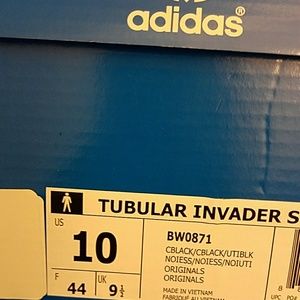 adidas®
TUBULAR INVADER S
US
10
BW0871
CBLACK/CBLACK/UTIBLK
NOIESS/NOIESS/NOIUTI
ORIGINALS
ORIGINALS
F
44
UK
9½
MADE IN VIETNAM
FABRIQUÉ AU VIETNAM
8
UPC